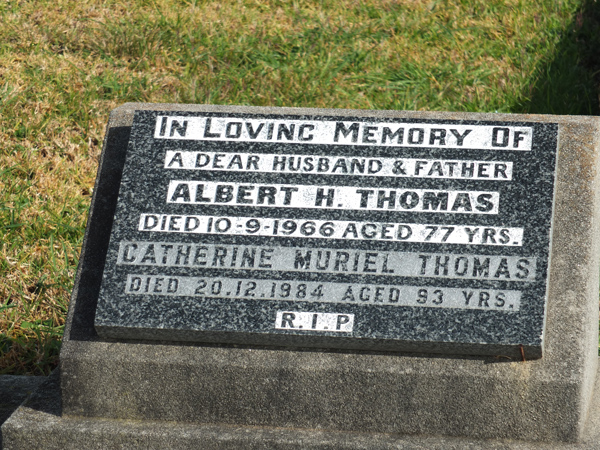 IN LOVING MEMORY OF
A DEAR HUSBAND & FATHER
ALBERT H. THOMAS
DIED 10-9-1966 AGED 77 YRS.
CATHERINE MURIEL THOMAS
DIED 20.12.1984 AGED 93 YRS.
R.I.P